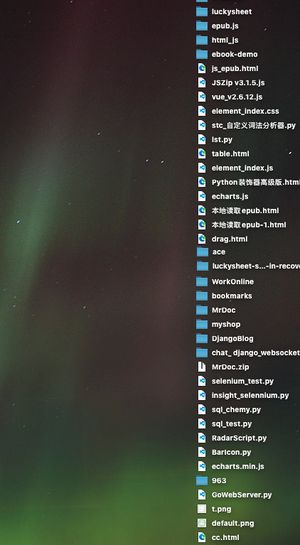 luckysheet
epub.js
html_js
ebook-demo
js_epub.html
JSZip v3.1.5.js
vue_v2.6.12.js
element_index.css
stc_自定义词法分析器.py
lst.py
table.html
element_index.js
Python装饰器高级版.html
echarts.js
本地读取epub.html
本地读取epub-1.html
drag.html
ace
luckysheet-s...-in-recove
WorkOnline
bookmarks
MrDoc
myshop
DjangoBlog
chat_django_websocket
MrDoc.zip
selenium_test.py
insight_selennium.py
sql_chemy.py
sql_test.py
RadarScript.py
BarIcon.py
echarts.min.js
963
GoWebServer.py
t.png
default.png
cc.html